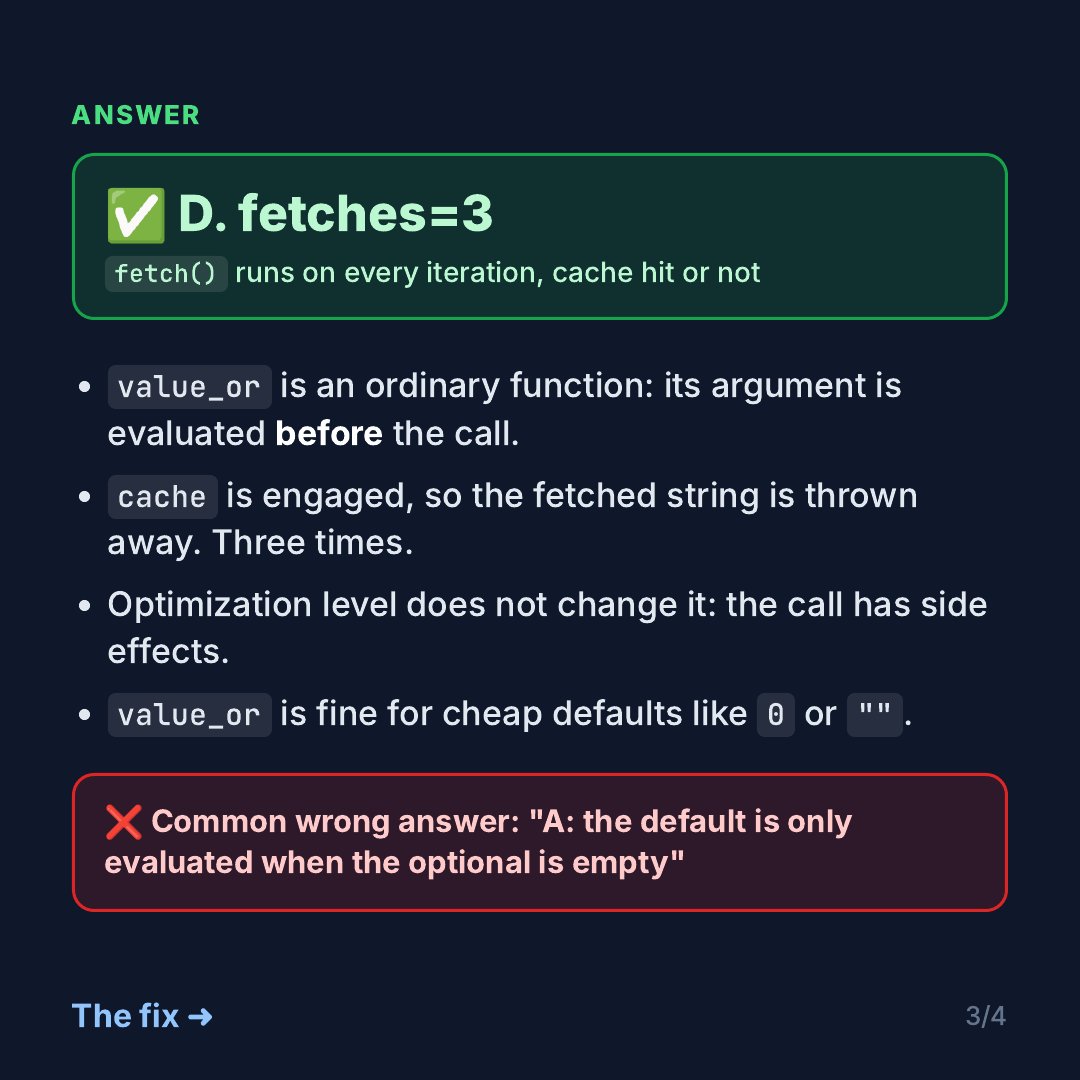 ANSWER
✅ D. fetches=3
fetch() runs on every iteration, cache hit or not
• value_or is an ordinary function: its argument is
evaluated before the call.
• cache is engaged, so the fetched string is thrown
away. Three times.
• Optimization level does not change it: the call has side
effects.
• value_or is fine for cheap defaults like 0 or "".
❌ Common wrong answer: "A: the default is only
evaluated when the optional is empty"
The fix ➜
3/4